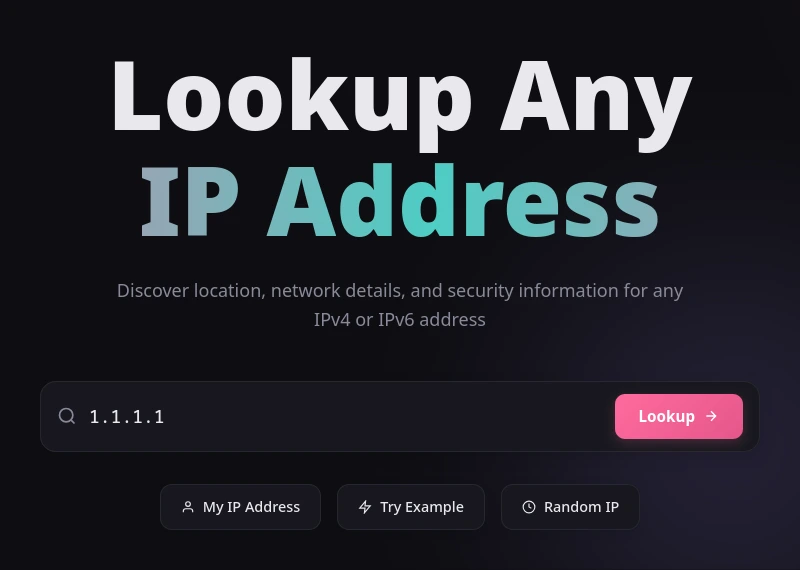 Lookup Any
IP Address
Discover location, network details, and security information for any
IPv4 or IPv6 address
1.1.1.1
Lookup
My IP Address
Try Example
Random IP